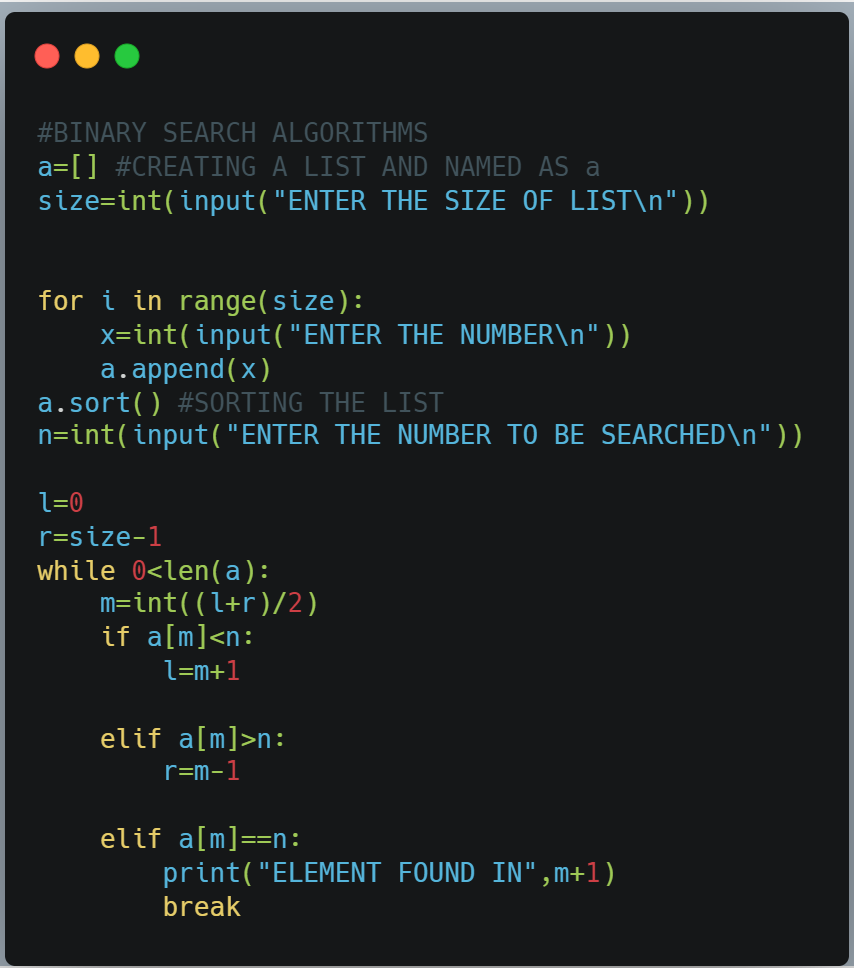 #BINARY SEARCH ALGORITHMS
a=[] #CREATING A LIST AND NAMED AS a
size=int(input("ENTER THE SIZE OF LIST\n"))
for i in range(size):
    x=int(input("ENTER THE NUMBER\n"))
    a.append(x)
a.sort() #SORTING THE LIST
n=int(input("ENTER THE NUMBER TO BE SEARCHED\n"))
l=0
r=size-1
while 0<len(a):
    m=int((l+r)/2)
    if a[m]<n:
        l=m+1
    elif a[m]>n:
        r=m-1
    elif a[m]==n:
        print("ELEMENT FOUND IN",m+1)
        break